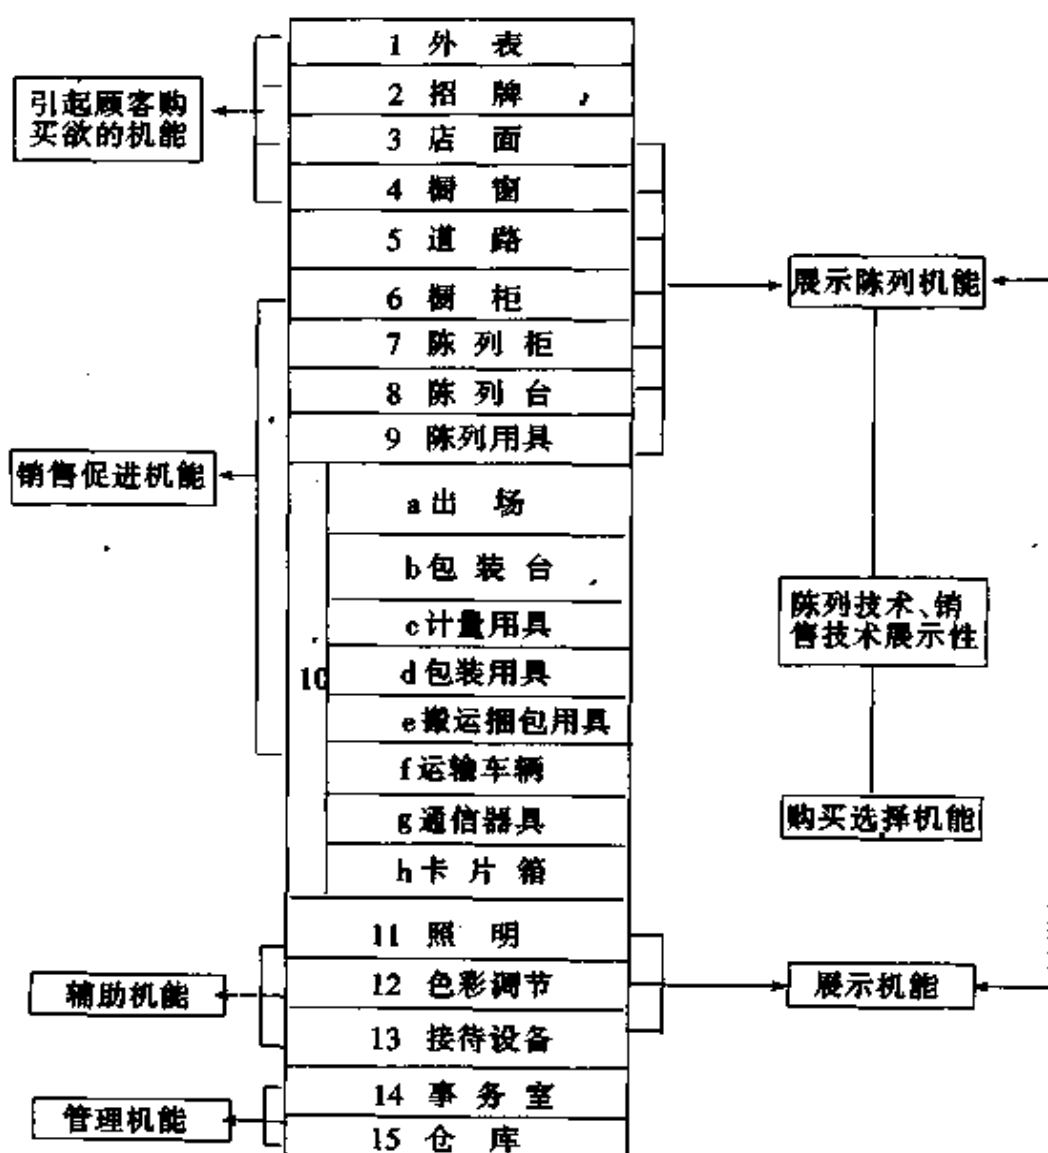 引起顾客购
买欲的机能
销售促进机能
辅助机能
管理机能
1 外 表
2 招 牌
3 店 面
4 橱 窗
5 道 路
6 橱 柜
7 陈 列 柜
8 陈 列 台
9 陈列用具
10
a 出 场
b 包 装 台
c 计量用具
d 包装用具
e 搬运捆包用具
f 运输车辆
g 通信器具
h 卡 片 箱
11 照 明
12 色彩调节
13 接待设备
14 事 务 室
15 仓 库
展示陈列机能
陈列技术、销
售技术展示性
购买选择机能
展示机能